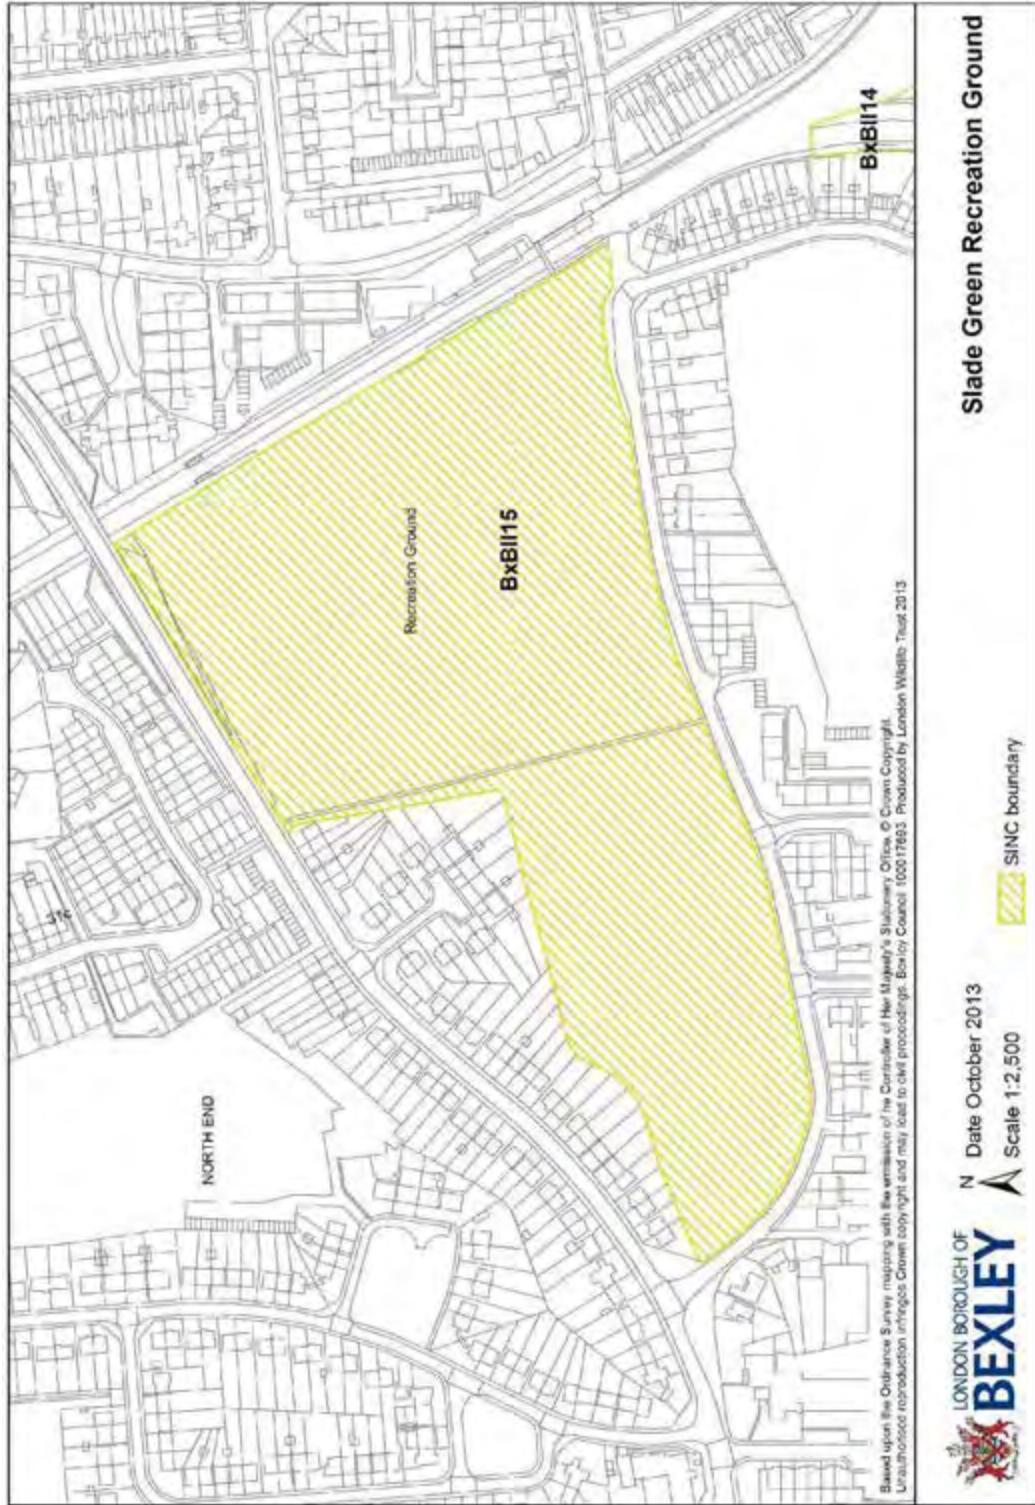 NORTH END
Recreation Ground
BxBII15
BxBII14
Based upon the Ordnance Survey mapping with the ermission of he Controller of Her Majesty's Stationery Office. © Crown Copyright.
Unauthorised reproduction infringes Crown copyright and may lead to civil proceedings. Bexley Council 100017693 Produced by London Wildlife Trust 2013
LONDON BOROUGH OF
BEXLEY
N
Date October 2013
Scale 1:2,500
SINC boundary
Slade Green Recreation Ground